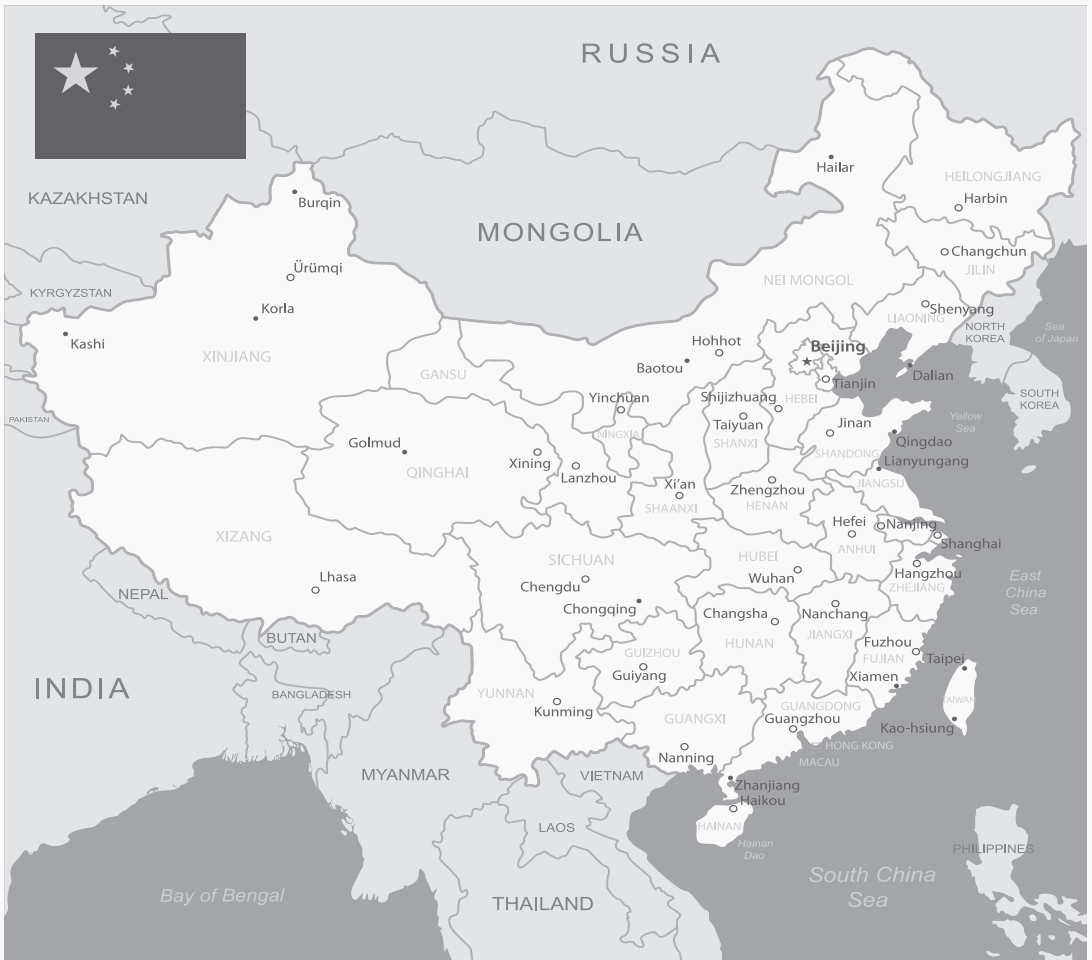 RUSSIA
KAZAKHSTAN
Hailar
HEILONGJIANG
Harbin
Burqin
MONGOLIA
Changchun
JILIN
Ürümqi
NEI MONGOL
KYRGYZSTAN
Korla
Shenyang
LIAONING
NORTH
KOREA
Sea
of Japan
Kashi
XINJIANG
Hohhot
Beijing
Baotou
GANSU
Dalian
Tianjin
SOUTH
KOREA
Yinchuan
Shijizhuang
HEBEI
PAKISTAN
Taiyuan
Jinan
Yellow
Sea
NINGXIA
SHANXI
Qingdao
Golmud
QINGHAI
Xining
Lanzhou
SHANDONG
Lianyungang
Xi'an
Zhengzhou
JIANGSU
SHAANXI
HENAN
XIZANG
Hefei
Nanjing
ANHUI
Shanghai
SICHUAN
HUBEI
Lhasa
Chengdu
Wuhan
Hangzhou
ZHEJIANG
East
China
Sea
NEPAL
Chongqing
Changsha
Nanchang
BUTAN
HUNAN
JIANGXI
GUIZHOU
Fuzhou
FUJIAN
Taipei
Guiyang
Xiamen
INDIA
BANGLADESH
YUNNAN
Kunming
GUANGXI
GUANGDONG
Guangzhou
TAIWAN
Kao-hsiung
HONG KONG
Nanning
MACAU
MYANMAR
VIETNAM
Zhanjiang
Haikou
LAOS
HAINAN
Hainan
Dao
PHILIPPINES
South China
Sea
Bay of Bengal
THAILAND